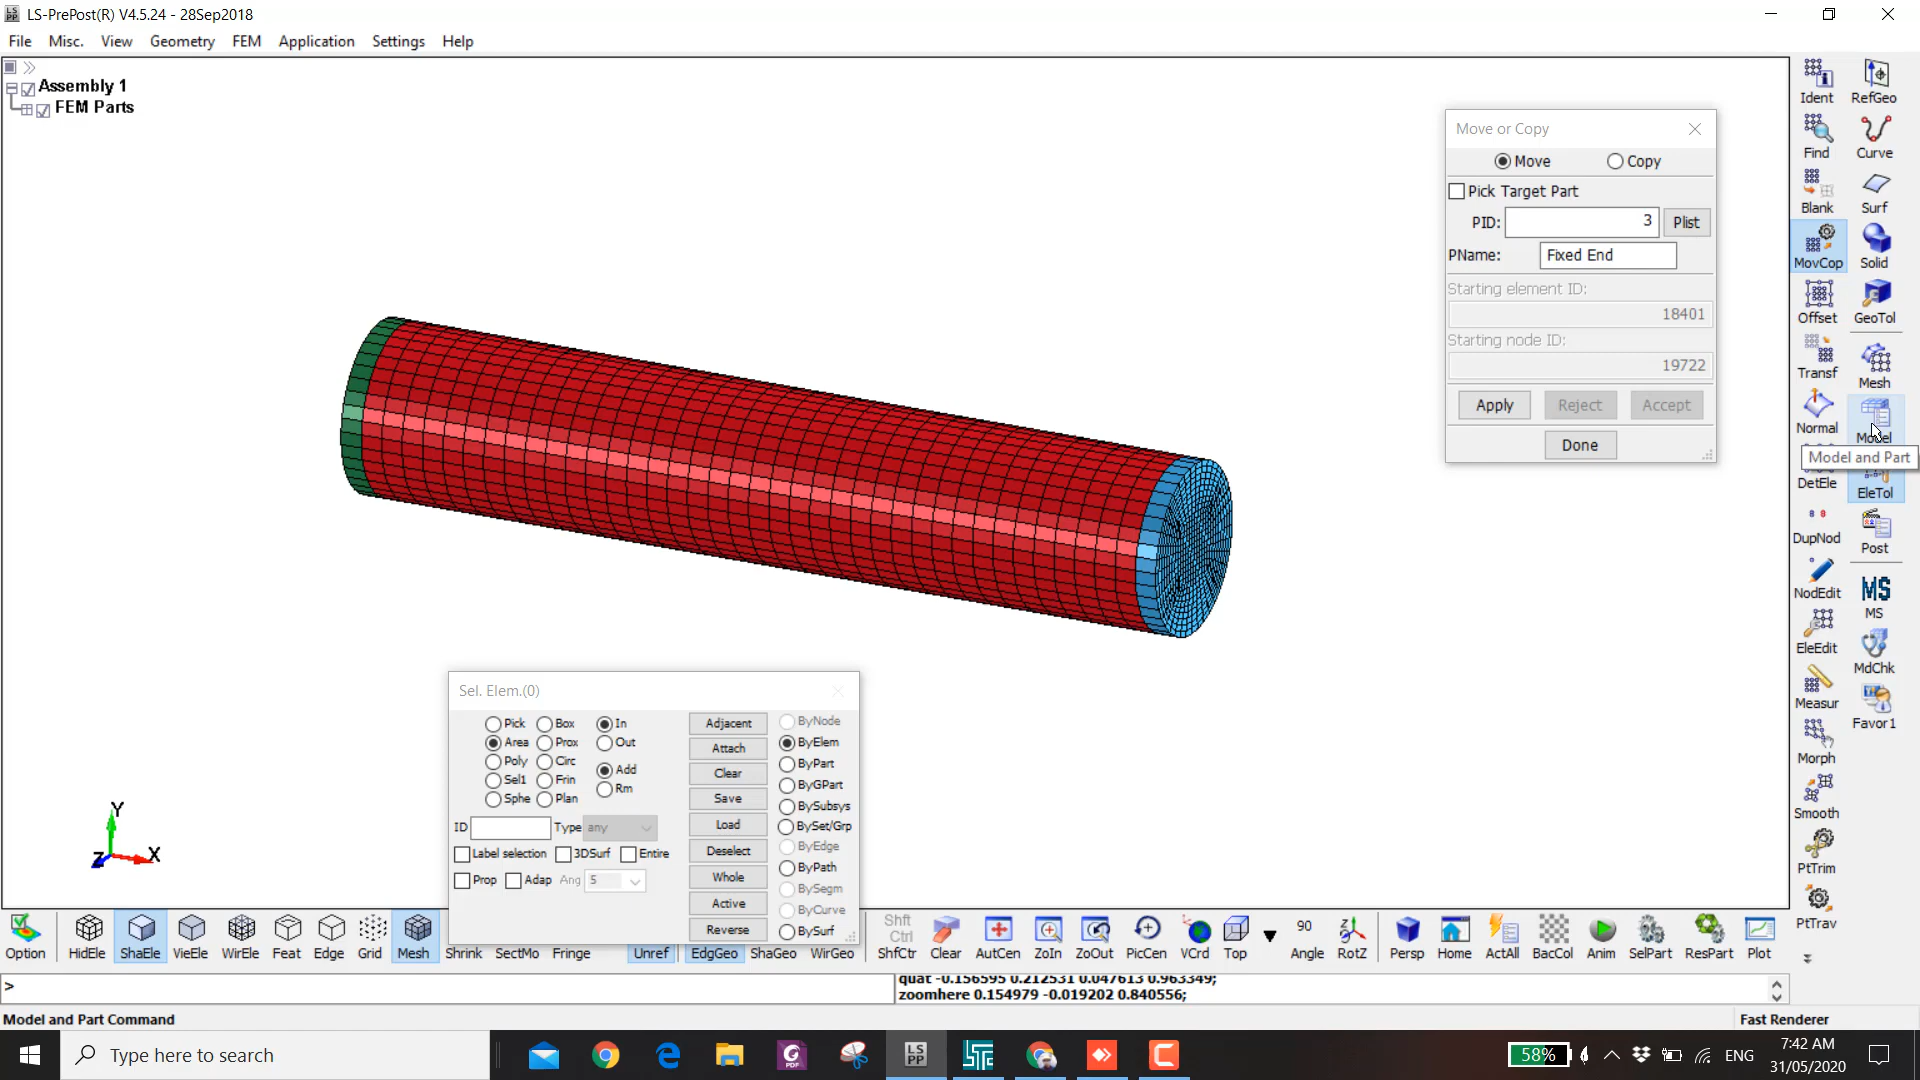 LS-PrePost(R) V4.5.24 - 28Sep2018
File Misc. View Geometry FEM Application Settings Help
Assembly 1
FEM Parts
Move or Copy
Move Copy
Pick Target Part
PID: 3 Plist
PName: Fixed End
Starting element ID:
18401
Starting node ID:
19722
Apply Reject Accept
Done
Ident RefGeo
Find Curve
Blank Surf
MovCop Solid
Offset GeoTol
Transf Mesh
Normal Model
Model and Part
DetEle EleTol
DupNod Post
NodEdit MS
MS
EleEdit MdChk
Measur Favor1
Morph
Smooth
PtTrim
PtTrav
Sel. Elem.(0)
Pick Box In Adjacent ByNode
Area Prox Out Attach ByElem
Poly Circ Add Clear ByPart
Sel1 Frin Rm Save ByGPart
Sphe Plan Load BySubsys
ID Type any BySet/Grp
Label selection 3DSurf Entire Deselect ByEdge
Prop Adap Ang 5 Whole ByPath
Active BySegm
Reverse ByCurve
BySurf
Y
Z X
Shft
Ctrl
90
Option HidEle ShaEle VieEle WirEle Feat Edge Grid Mesh Shrink SectMo Fringe Unref EdgGeo ShaGeo WirGeo ShfCtr Clear AutCen ZoIn ZoOut PicCen VCrd Top Angle RotZ Persp Home ActAll BacCol Anim SelPart ResPart Plot
>
quat -0.156595 0.212531 0.047613 0.963349;
zoomhere 0.154979 -0.019202 0.840556;
Model and Part Command Fast Renderer
Type here to search
LS
PP
PDF
58% ENG
7:42 AM
31/05/2020